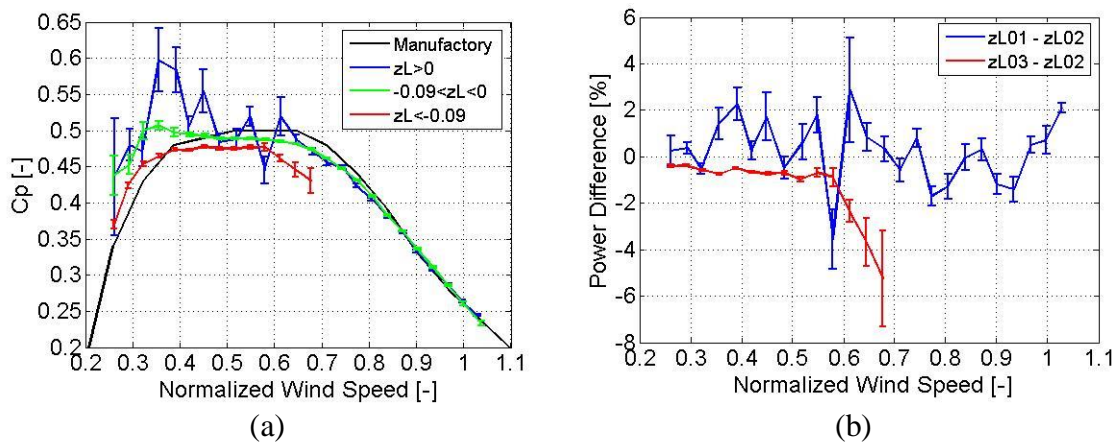 0.65
0.6
0.55
0.5
0.45
0.4
0.35
0.3
0.25
0.2
Cp [-]
Manufactory
zL>0
-0.09<zL<0
zL<-0.09
0.2 0.3 0.4 0.5 0.6 0.7 0.8 0.9 1 1.1
Normalized Wind Speed [-]
(a)
6
4
2
0
-2
-4
-6
-8
Power Difference [%]
zL01 - zL02
zL03 - zL02
0.2 0.3 0.4 0.5 0.6 0.7 0.8 0.9 1 1.1
Normalized Wind Speed [-]
(b)